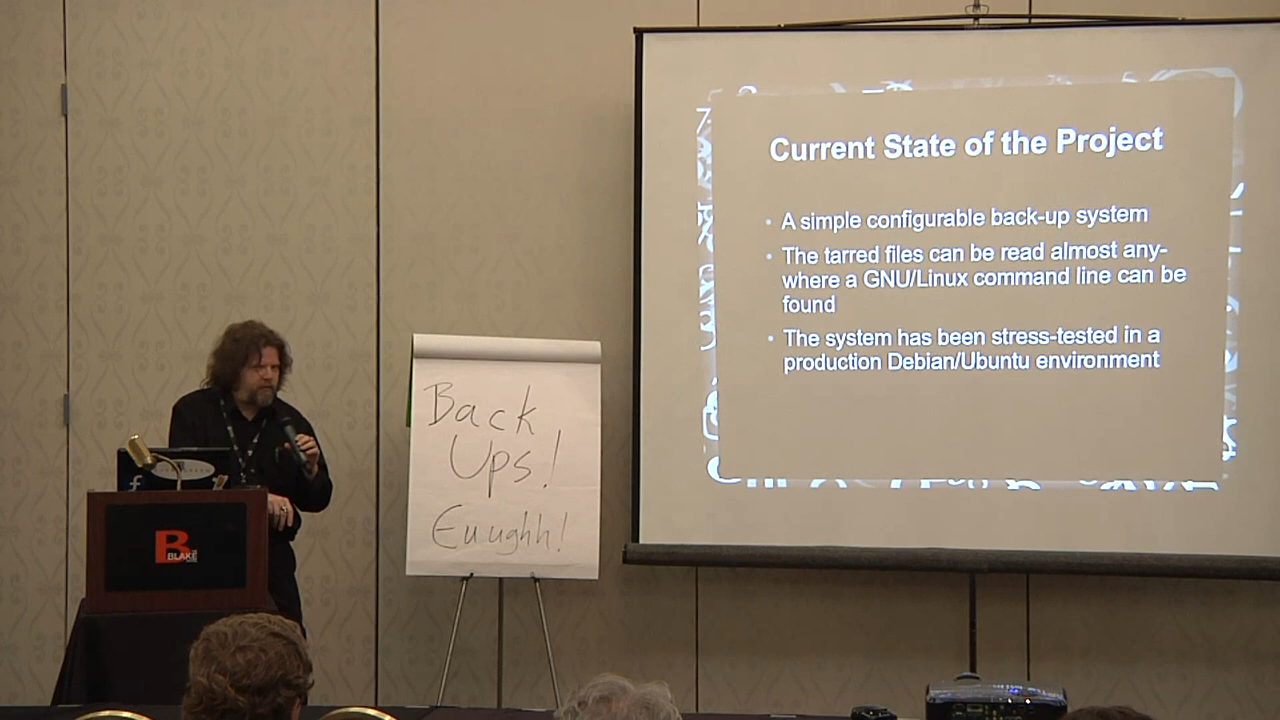 Current State of the Project
• A simple configurable back-up system
• The tarred files can be read almost any-
where a GNU/Linux command line can be
found
• The system has been stress-tested in a
production Debian/Ubuntu environment
Back
Ups!
Euughh!
f
B
BLAKE